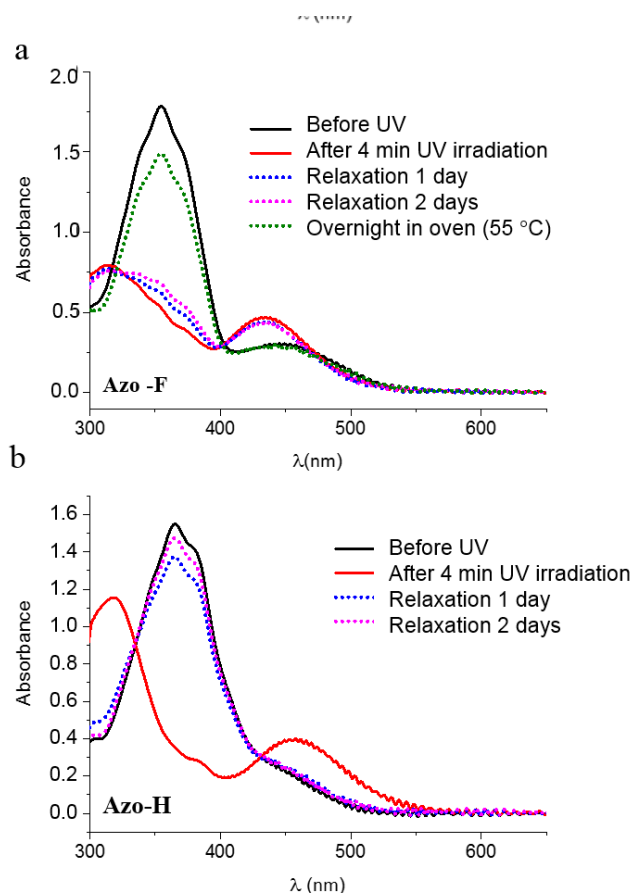 λ (nm)
a
2.0
1.5
1.0
0.5
0.0
Absorbance
Before UV
After 4 min UV irradiation
Relaxation 1 day
Relaxation 2 days
Overnight in oven (55 °C)
Azo -F
300 400 500 600
λ(nm)
b
1.6
1.4
1.2
1.0
0.8
0.6
0.4
0.2
0.0
Absorbance
Before UV
After 4 min UV irradiation
Relaxation 1 day
Relaxation 2 days
Azo-H
300 400 500 600
λ (nm)